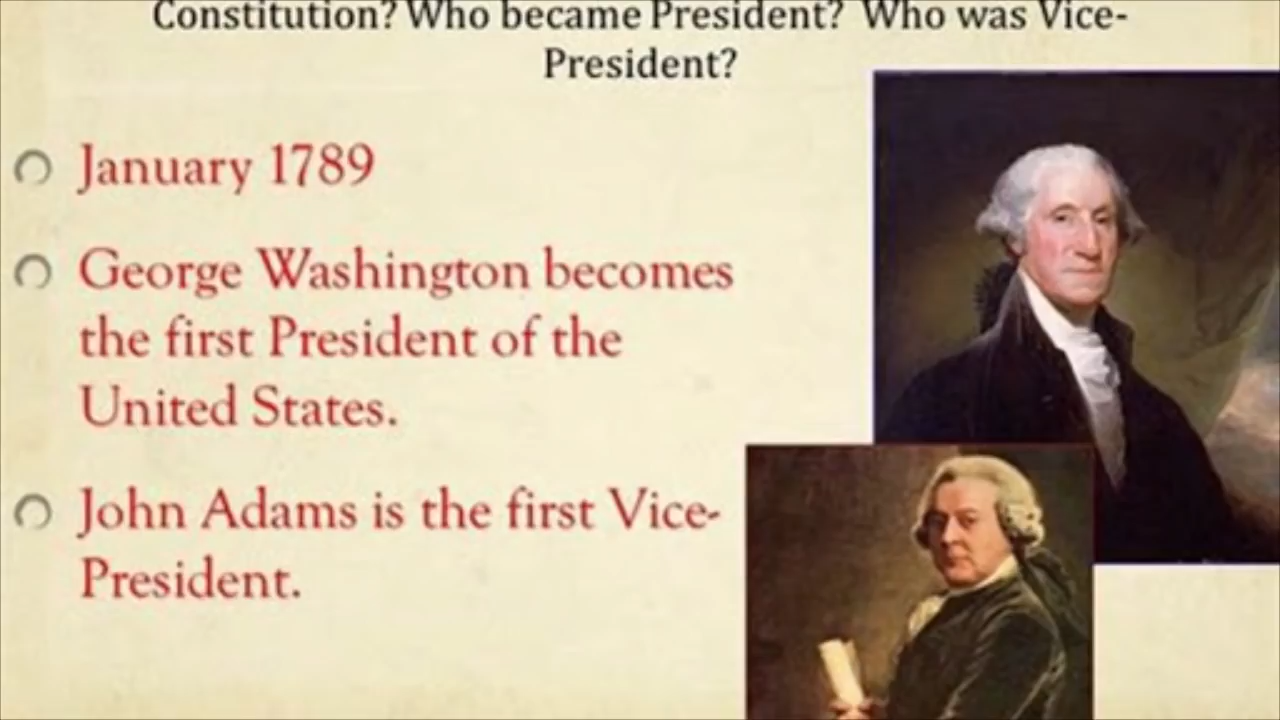 Constitution? Who became President? Who was Vice-
President?
January 1789
George Washington becomes
the first President of the
United States.
John Adams is the first Vice-
President.